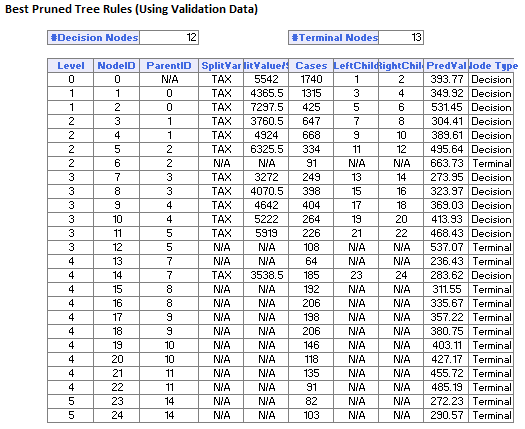 Best Pruned Tree Rules (Using Validation Data)
#Decision Nodes 12 #Terminal Nodes 13
Level NodeID ParentID SplitVar litValue/S Cases LeftChild RightChil PredVal Node Type
0 0 N/A TAX 5542 1740 1 2 393.77 Decision
1 1 0 TAX 4365.5 1315 3 4 349.92 Decision
1 2 0 TAX 7297.5 425 5 6 531.45 Decision
2 3 1 TAX 3760.5 647 7 8 304.41 Decision
2 4 1 TAX 4924 668 9 10 389.61 Decision
2 5 2 TAX 6325.5 334 11 12 495.64 Decision
2 6 2 N/A N/A 91 N/A N/A 663.73 Terminal
3 7 3 TAX 3272 249 13 14 273.95 Decision
3 8 3 TAX 4070.5 398 15 16 323.97 Decision
3 9 4 TAX 4642 404 17 18 369.03 Decision
3 10 4 TAX 5222 264 19 20 413.93 Decision
3 11 5 TAX 5919 226 21 22 468.43 Decision
3 12 5 N/A N/A 108 N/A N/A 537.07 Terminal
4 13 7 N/A N/A 64 N/A N/A 236.43 Terminal
4 14 7 TAX 3538.5 185 23 24 283.62 Decision
4 15 8 N/A N/A 192 N/A N/A 311.55 Terminal
4 16 8 N/A N/A 206 N/A N/A 335.67 Terminal
4 17 9 N/A N/A 198 N/A N/A 357.22 Terminal
4 18 9 N/A N/A 206 N/A N/A 380.75 Terminal
4 19 10 N/A N/A 146 N/A N/A 403.11 Terminal
4 20 10 N/A N/A 118 N/A N/A 427.17 Terminal
4 21 11 N/A N/A 135 N/A N/A 455.72 Terminal
4 22 11 N/A N/A 91 N/A N/A 485.19 Terminal
5 23 14 N/A N/A 82 N/A N/A 272.23 Terminal
5 24 14 N/A N/A 103 N/A N/A 290.57 Terminal